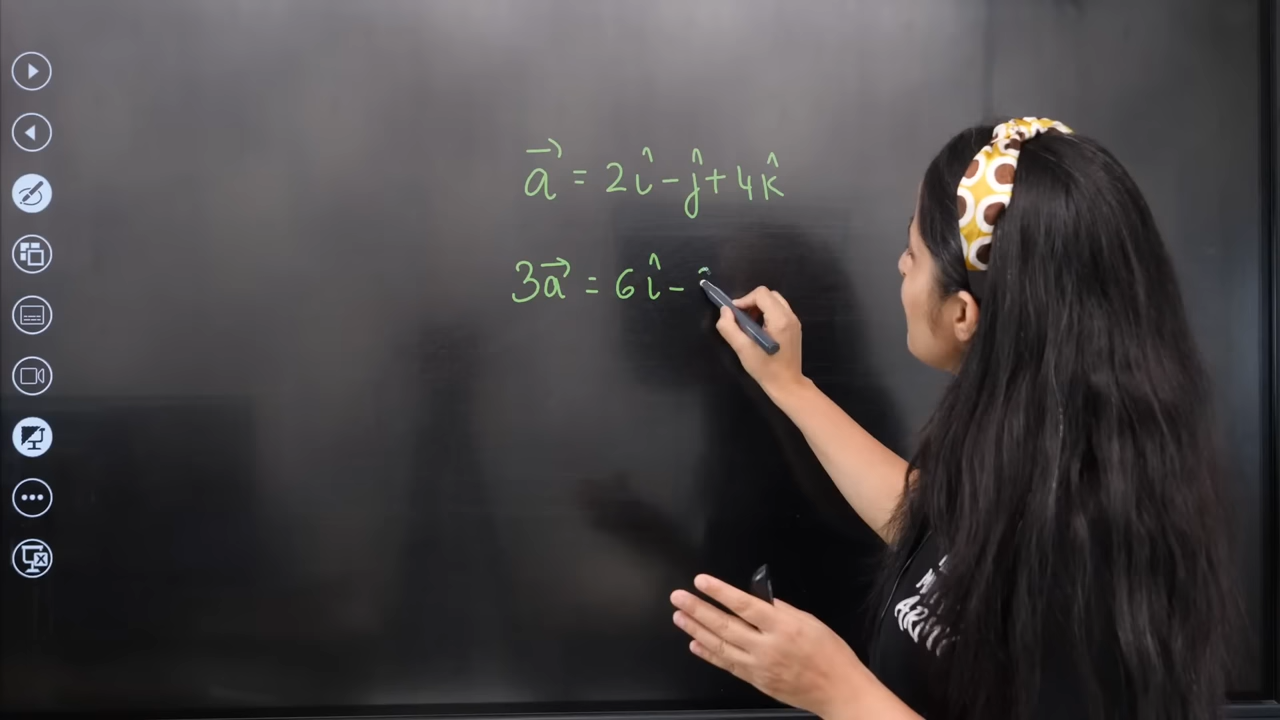 a⃗ = 2î - ĵ + 4k̂
3a⃗ = 6î -